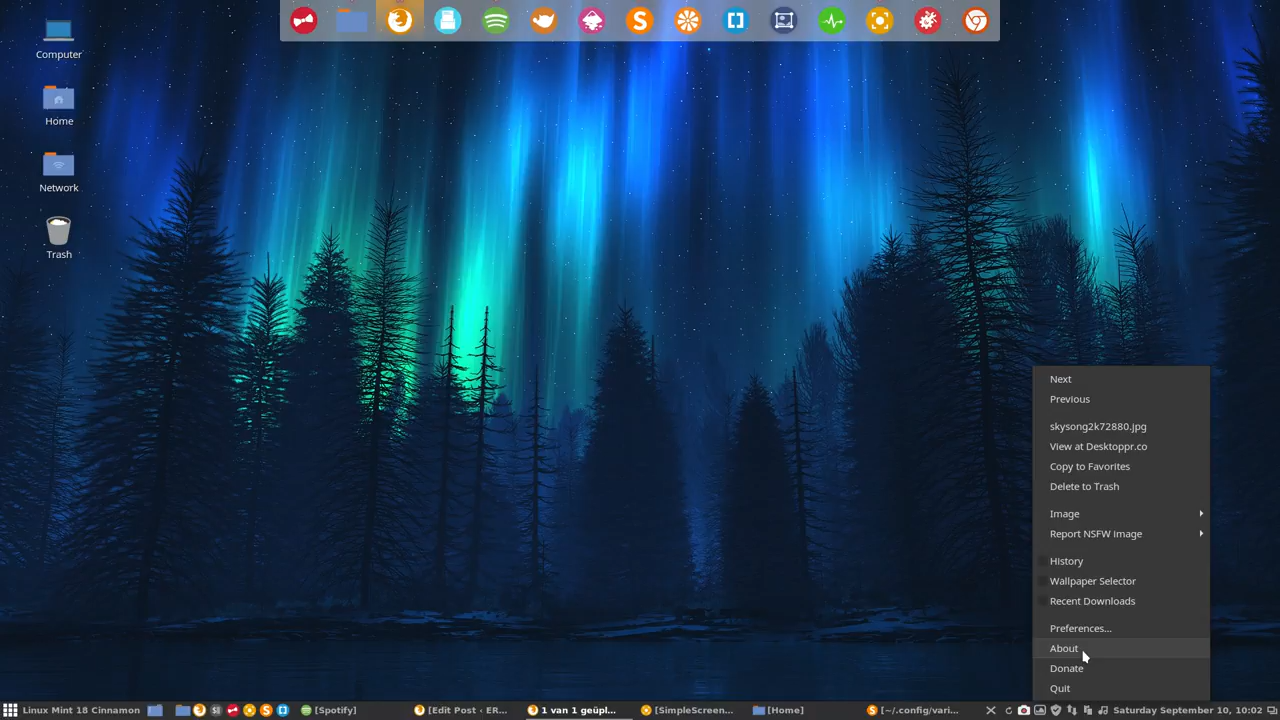 Computer
Home
Network
Trash
Next
Previous
skysong2k72880.jpg
View at Desktoppr.co
Copy to Favorites
Delete to Trash
Image
Report NSFW image
History
Wallpaper Selector
Recent Downloads
Preferences...
About
Donate
Quit
Linux Mint 18 Cinnamon
[Spotify]
[Edit Post ‹ ER...
1 van 1 geüpl...
[SimpleScreen...
[Home]
[~/.config/vari...
Saturday September 10, 10:02